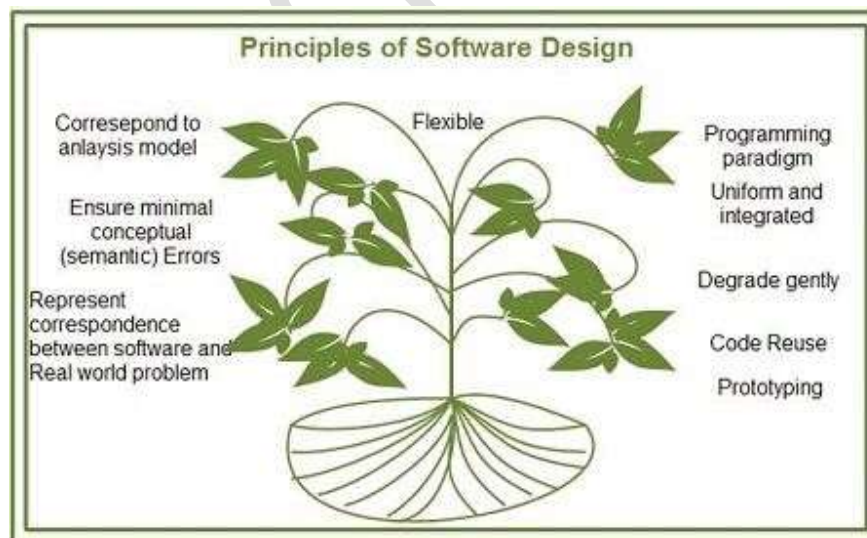 Principles of Software Design
Corresepond to
anlaysis model
Flexible
Programming
paradigm
Uniform and
integrated
Ensure minimal
conceptual
(semantic) Errors
Represent
correspondence
between software and
Real world problem
Degrade gently
Code Reuse
Prototyping